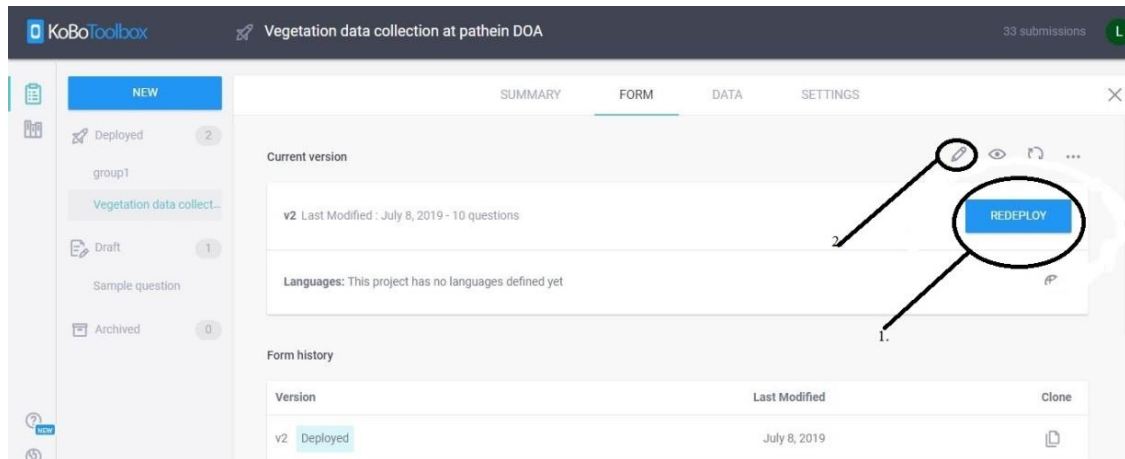 KoBoToolbox
Vegetation data collection at pathein DOA
33 submissions
L
NEW
SUMMARY FORM DATA SETTINGS
Deployed 2
group1
Vegetation data collect...
Draft 1
Sample question
Archived 0
NEW
Current version
v2 Last Modified : July 8, 2019 - 10 questions
REDEPLOY
2.
Languages: This project has no languages defined yet
1.
Form history
Version Last Modified Clone
v2 Deployed July 8, 2019